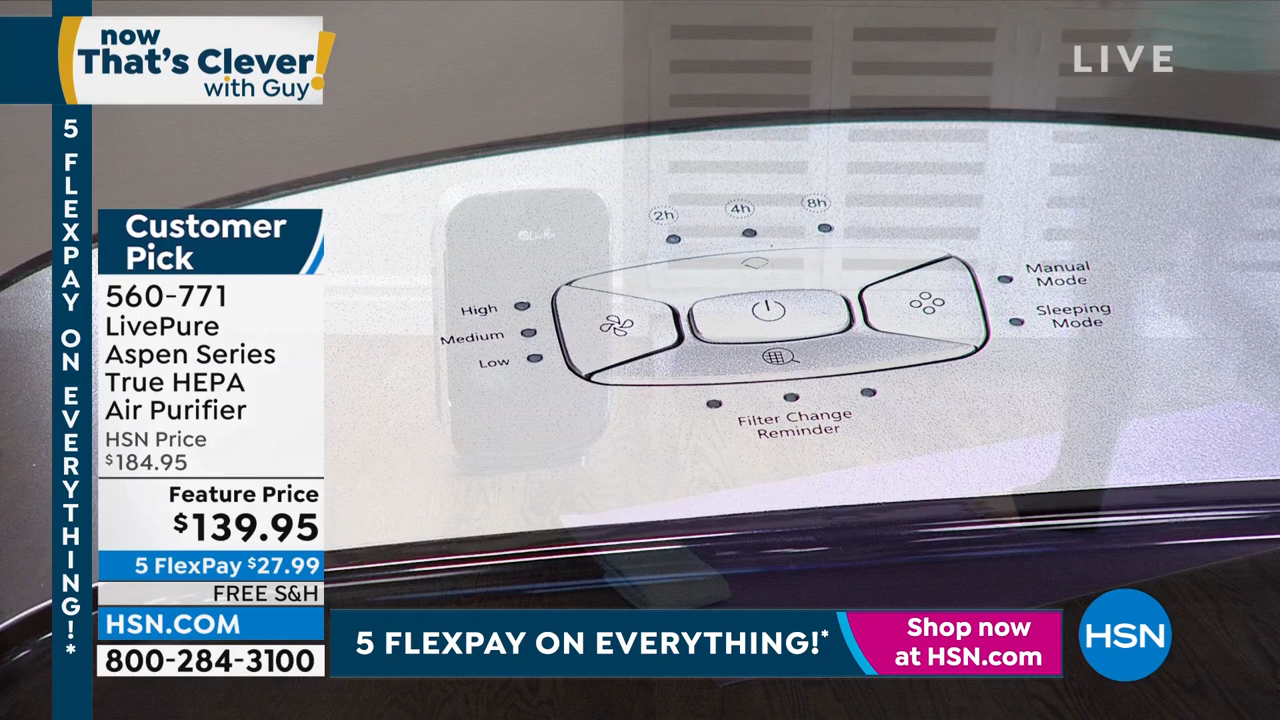 now
That's Clever!
with Guy
LIVE
5 FLEXPAY ON EVERYTHING!*
Customer
Pick
560-771
LivePure
Aspen Series
True HEPA
Air Purifier
HSN Price
$184.95
Feature Price
$139.95
5 FlexPay $27.99
FREE S&H
HSN.COM
800-284-3100
2h 4h 8h
High
Medium
Low
Manual
Mode
Sleeping
Mode
Filter Change
Reminder
5 FLEXPAY ON EVERYTHING!*
Shop now
at HSN.com
HSN